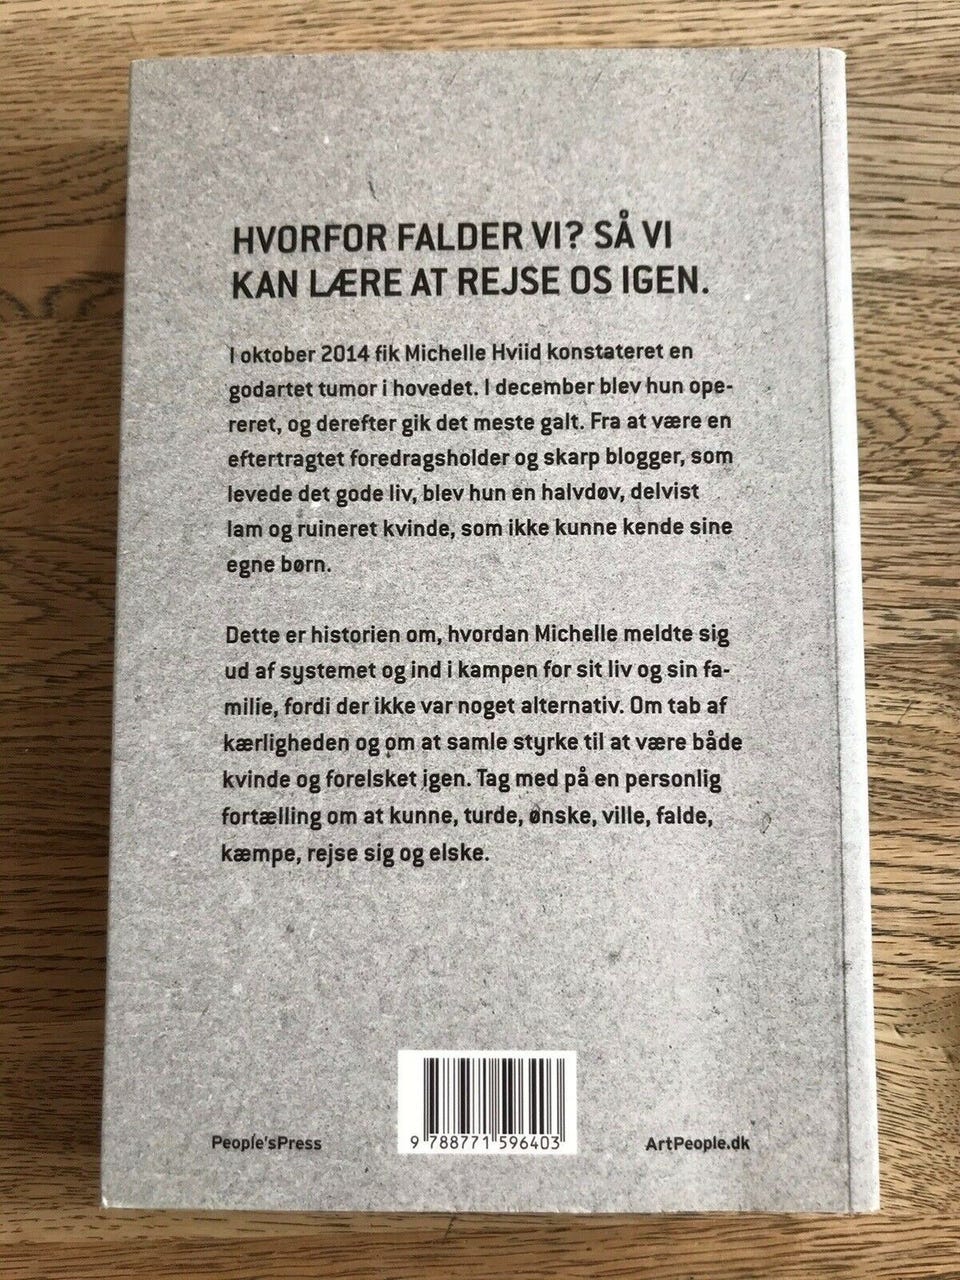 HVORFOR FALDER VI? SÅ VI
KAN LÆRE AT REJSE OS IGEN.
I oktober 2014 fik Michelle Hviid konstateret en
godartet tumor i hovedet. I december blev hun ope-
reret, og derefter gik det meste galt. Fra at være en
eftertragtet foredragsholder og skarp blogger, som
levede det gode liv, blev hun en halvdøv, delvist
lam og ruineret kvinde, som ikke kunne kende sine
egne børn.
Dette er historien om, hvordan Michelle meldte sig
ud af systemet og ind i kampen for sit liv og sin fa-
milie, fordi der ikke var noget alternativ. Om tab af
kærligheden og om at samle styrke til at være både
kvinde og forelsket igen. Tag med på en personlig
fortælling om at kunne, turde, ønske, ville, falde,
kæmpe, rejse sig og elske.
People'sPress
9 788771 596403
ArtPeople.dk